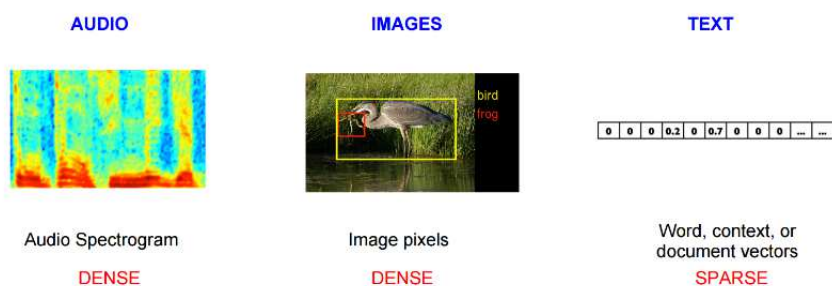 AUDIO
IMAGES
TEXT
bird
frog
0 0 0 0.2 0 0.7 0 0 0 ... ...
Audio Spectrogram
Image pixels
Word, context, or
document vectors
DENSE
DENSE
SPARSE